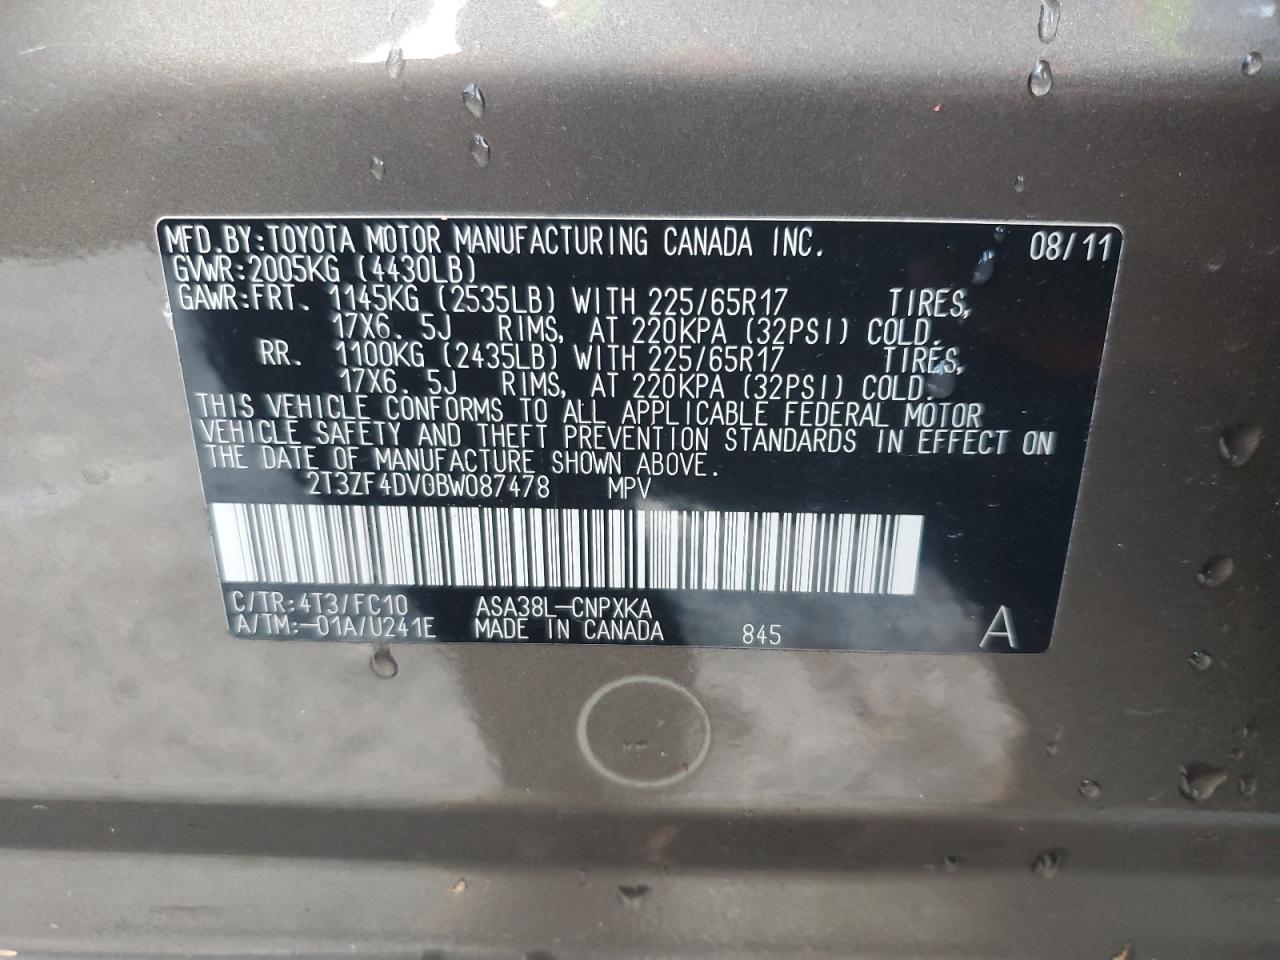 MFD.BY:TOYOTA MOTOR MANUFACTURING CANADA INC. 08/11
GVWR:2005KG (4430LB)
GAWR:FRT. 1145KG (2535LB) WITH 225/65R17 TIRES,
17X6.5J RIMS, AT 220KPA (32PSI) COLD.
RR. 1100KG (2435LB) WITH 225/65R17 TIRES,
17X6.5J RIMS, AT 220KPA (32PSI) COLD.
THIS VEHICLE CONFORMS TO ALL APPLICABLE FEDERAL MOTOR
VEHICLE SAFETY AND THEFT PREVENTION STANDARDS IN EFFECT ON
THE DATE OF MANUFACTURE SHOWN ABOVE.
2T3ZF4DV0BW087478 MPV
C/TR:4T3/FC10 ASA38L-CNPXKA
A/TM:-01A/U241E MADE IN CANADA 845 A